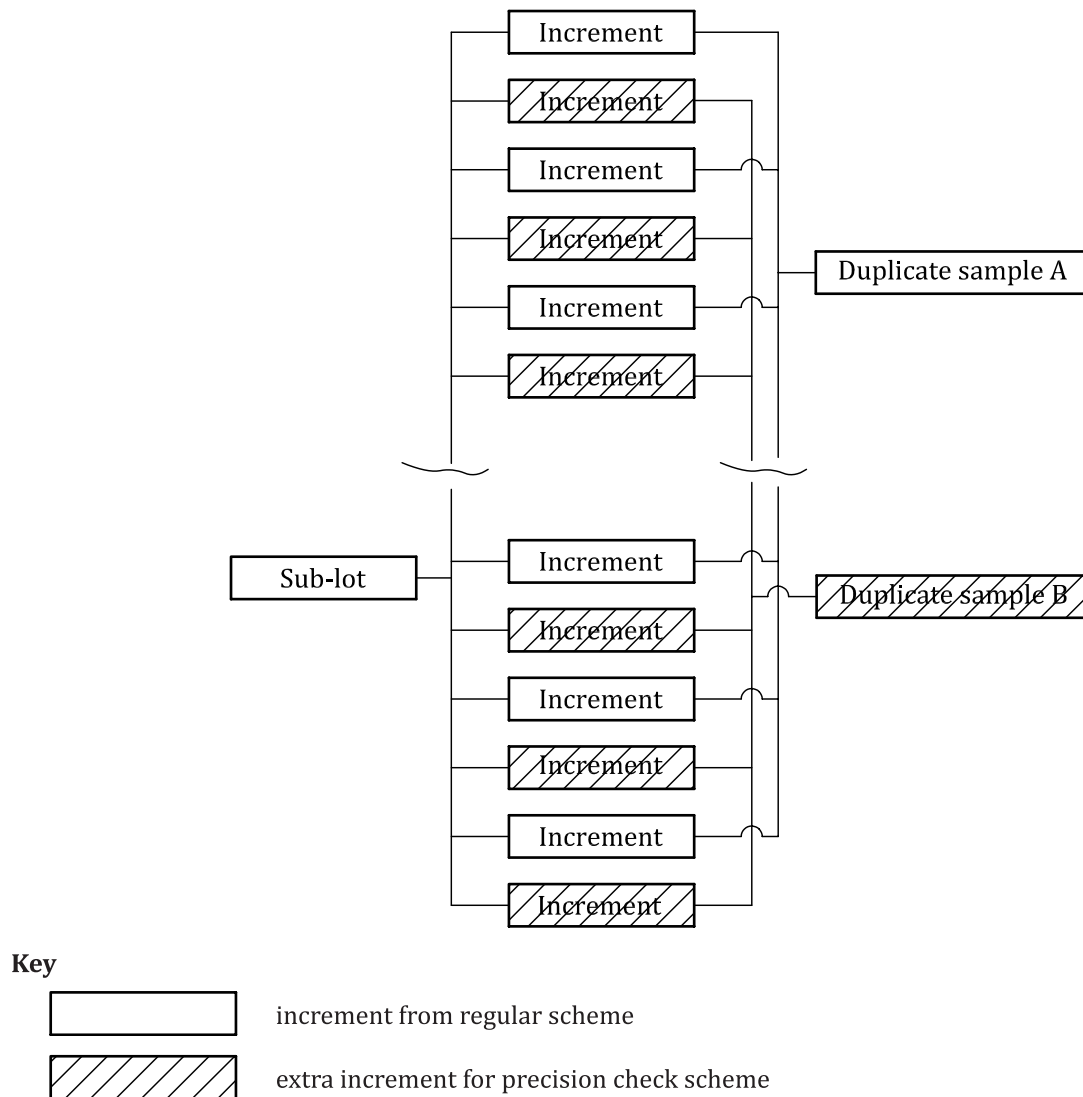 Increment
Increment
Increment
Increment
Duplicate sample A
Increment
Increment
Increment
Sub-lot
Duplicate sample B
Increment
Increment
Increment
Increment
Increment
Key
increment from regular scheme
extra increment for precision check scheme